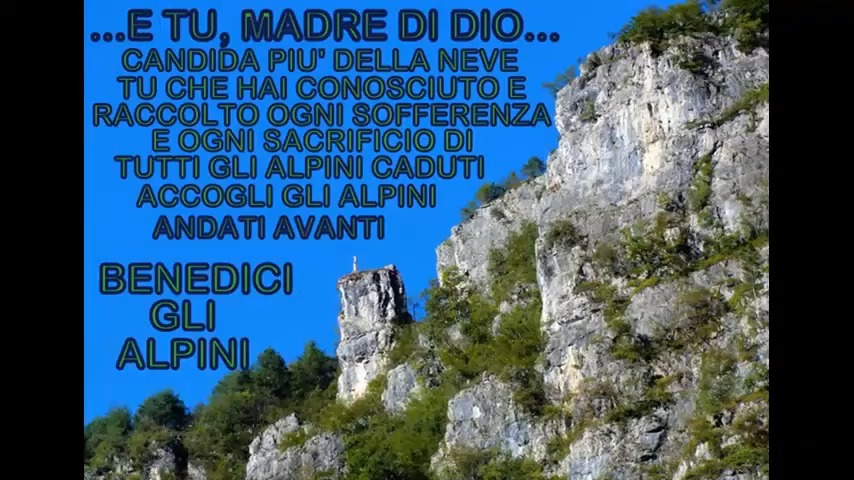 ...E TU, MADRE DI DIO...
CANDIDA PIU' DELLA NEVE
TU CHE HAI CONOSCIUTO E
RACCOLTO OGNI SOFFERENZA
E OGNI SACRIFICIO DI
TUTTI GLI ALPINI CADUTI
ACCOGLI GLI ALPINI
ANDATI AVANTI
BENEDICI
GLI
ALPINI